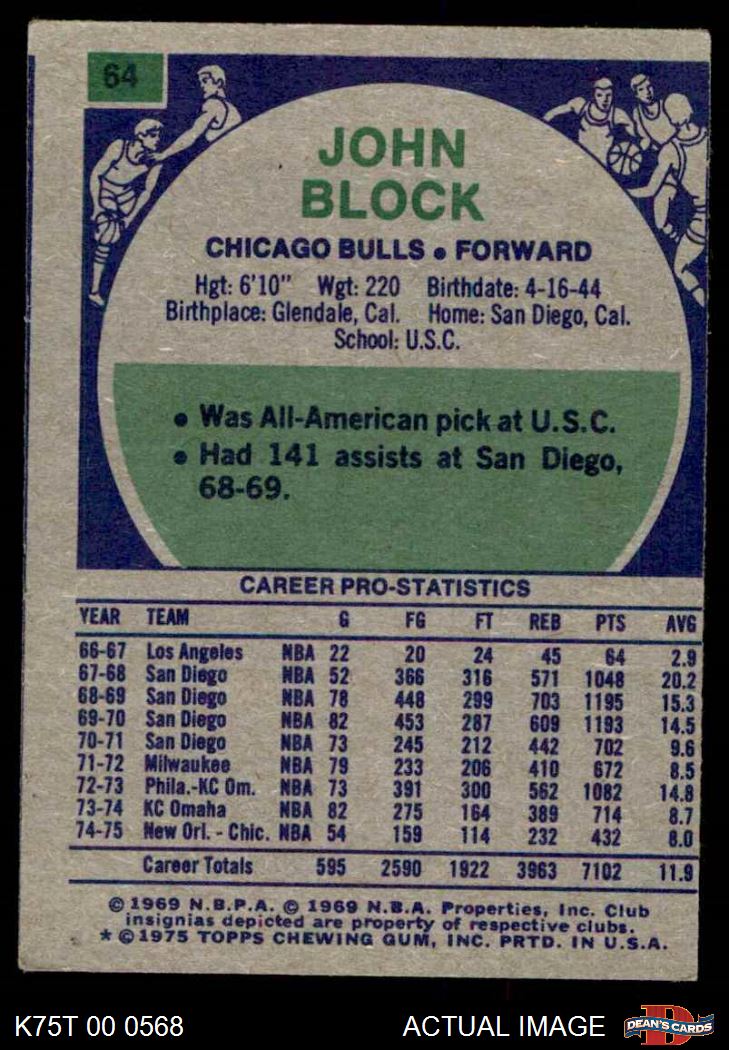 64
JOHN
BLOCK
CHICAGO BULLS • FORWARD
Hgt: 6'10" Wgt: 220 Birthdate: 4-16-44
Birthplace: Glendale, Cal. Home: San Diego, Cal.
School: U.S.C.
• Was All-American pick at U.S.C.
• Had 141 assists at San Diego,
68-69.
CAREER PRO-STATISTICS
YEAR TEAM G FG FT REB PTS AVG
66-67 Los Angeles NBA 22 20 24 45 64 2.9
67-68 San Diego NBA 52 366 316 571 1048 20.2
68-69 San Diego NBA 78 448 299 703 1195 15.3
69-70 San Diego NBA 82 453 287 609 1193 14.5
70-71 San Diego NBA 73 245 212 442 702 9.6
71-72 Milwaukee NBA 79 233 206 410 672 8.5
72-73 Phila.-KC Om. NBA 73 391 300 562 1082 14.8
73-74 KC Omaha NBA 82 275 164 389 714 8.7
74-75 New Orl. - Chic. NBA 54 159 114 232 432 8.0
Career Totals 595 2590 1922 3963 7102 11.9
© 1969 N.B.P.A. © 1969 N.B.A. Properties, Inc. Club
insignias depicted are property of respective clubs.
* © 1975 TOPPS CHEWING GUM, INC. PRTD. IN U.S.A.
K75T 00 0568 ACTUAL IMAGE DEAN'S CARDS